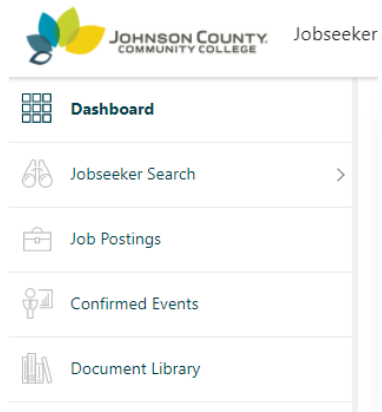 JOHNSON COUNTY
COMMUNITY COLLEGE
Jobseeker
Dashboard
Jobseeker Search
Job Postings
Confirmed Events
Document Library